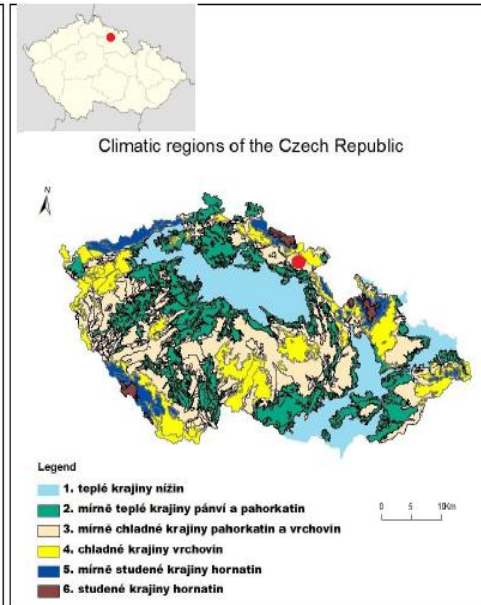 Climatic regions of the Czech Republic
N
Legend
1. teplé krajiny nížin
2. mírně teplé krajiny pánví a pahorkatin
3. mírně chladné krajiny pahorkatin a vrchovin
4. chladné krajiny vrchovin
5. mírně studené krajiny hornatin
6. studené krajiny hornatin
0 5 10Km